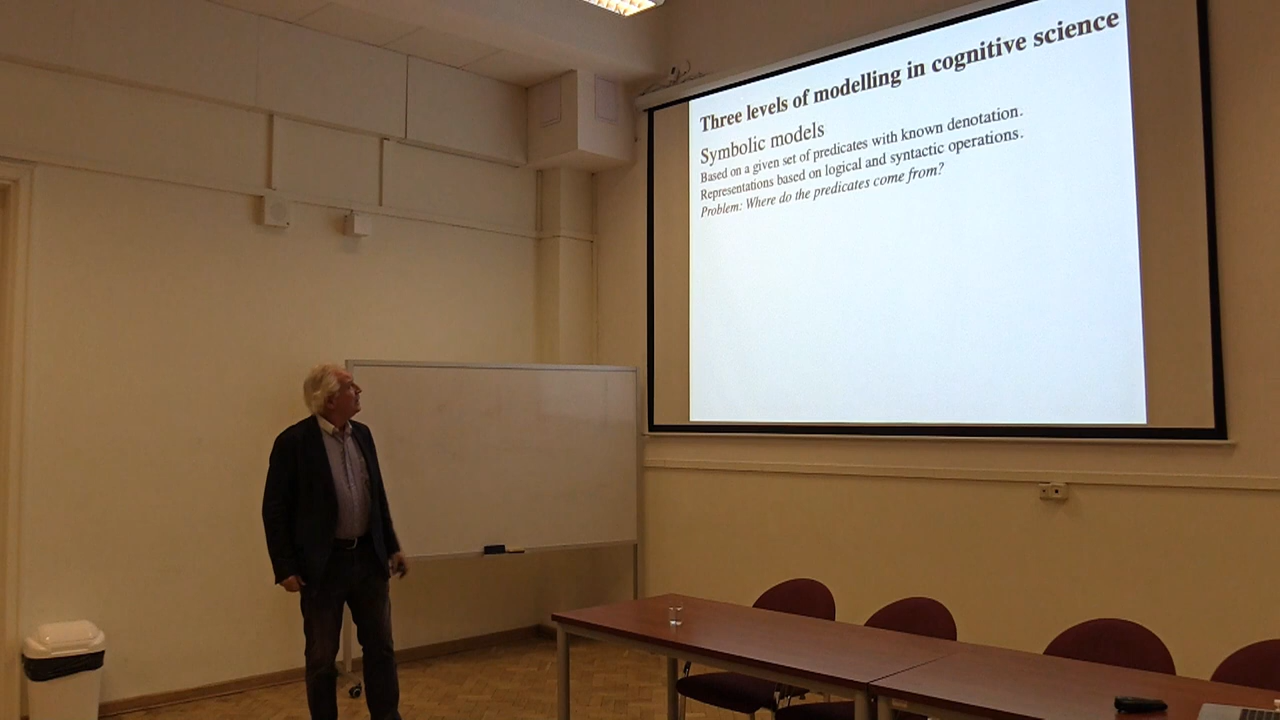 Three levels of modelling in cognitive science
Symbolic models
Based on a given set of predicates with known denotation.
Representations based on logical and syntactic operations.
Problem: Where do the predicates come from?